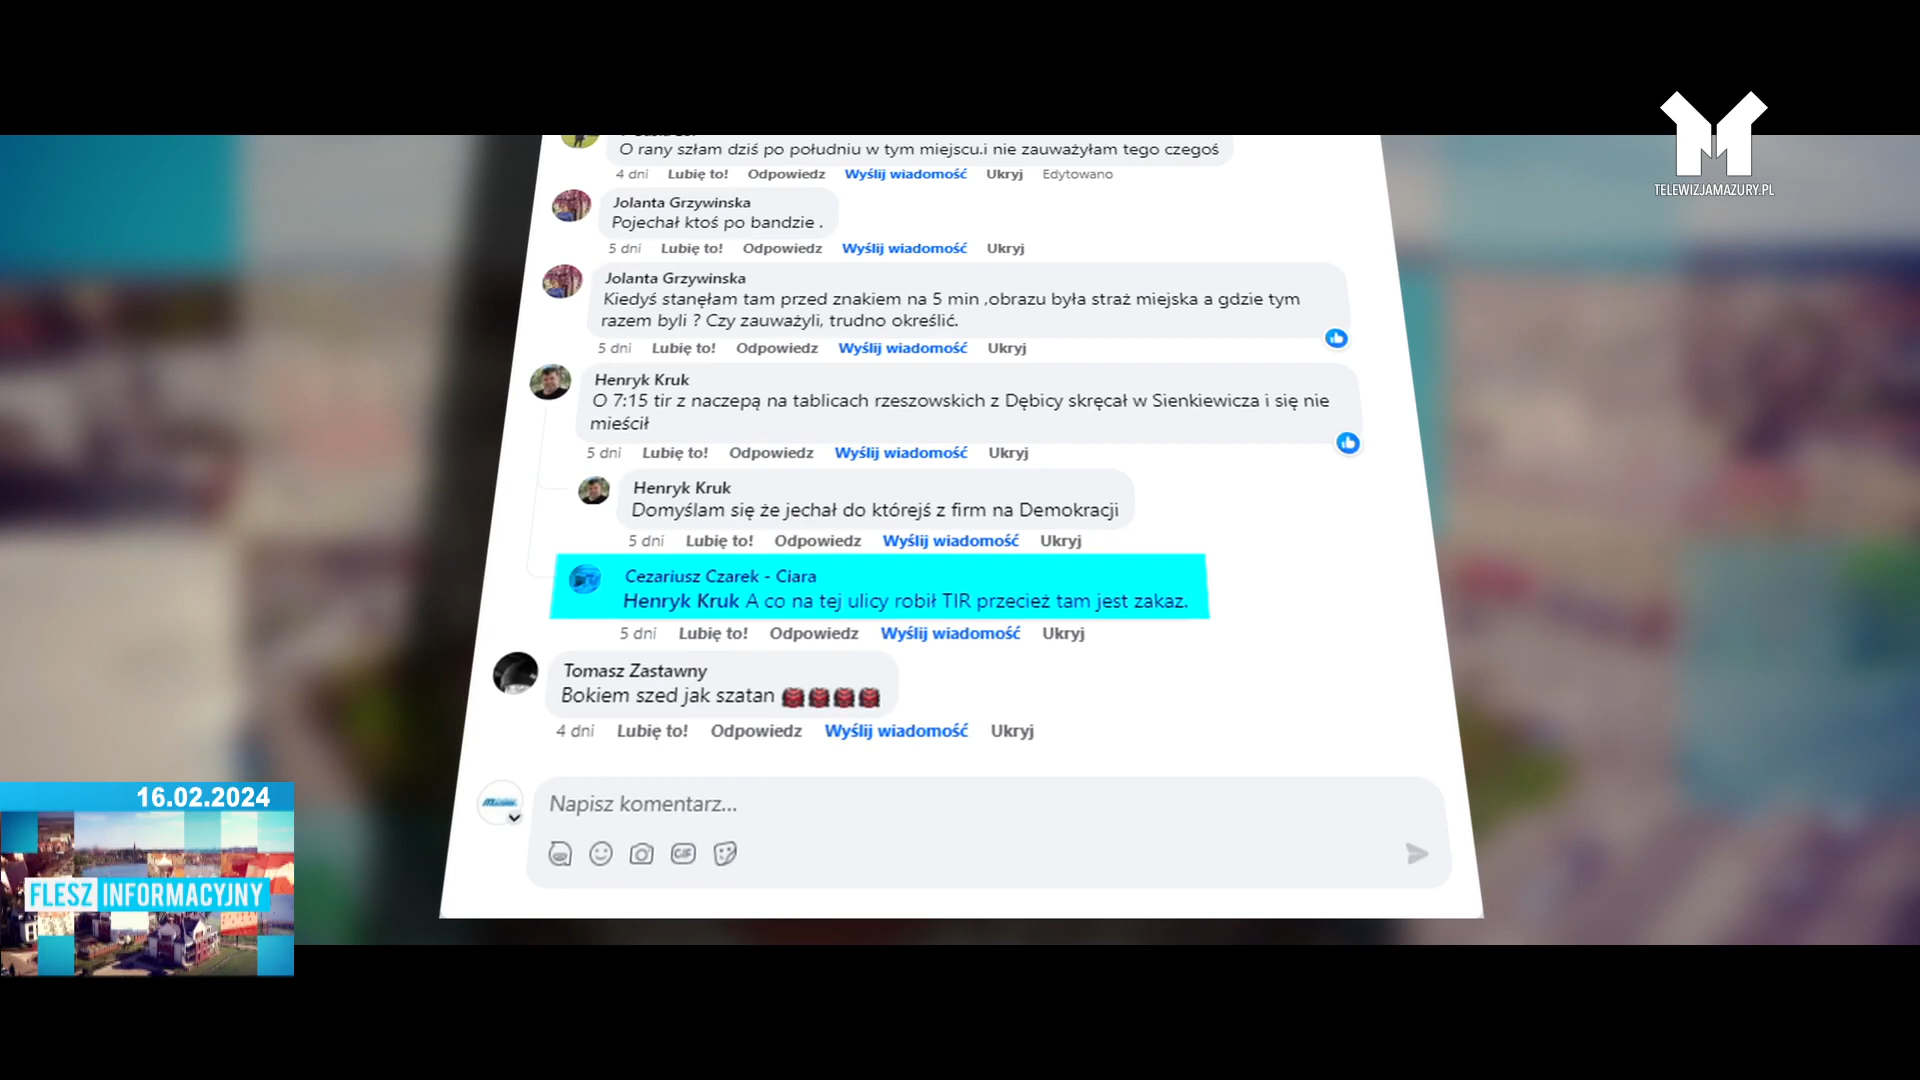 TELEWIZJAMAZURY.PL
O rany szłam dziś po południu w tym miejscu.i nie zauważyłam tego czegoś
4 dni Lubię to! Odpowiedz Wyślij wiadomość Ukryj Edytowano
Jolanta Grzywinska
Pojechał ktoś po bandzie .
5 dni Lubię to! Odpowiedz Wyślij wiadomość Ukryj
Jolanta Grzywinska
Kiedyś stanęłam tam przed znakiem na 5 min ,obrazu była straż miejska a gdzie tym
razem byli ? Czy zauważyli, trudno określić.
5 dni Lubię to! Odpowiedz Wyślij wiadomość Ukryj
Henryk Kruk
O 7:15 tir z naczepą na tablicach rzeszowskich z Dębicy skręcał w Sienkiewicza i się nie
mieścił
5 dni Lubię to! Odpowiedz Wyślij wiadomość Ukryj
Henryk Kruk
Domyślam się że jechał do którejś z firm na Demokracji
5 dni Lubię to! Odpowiedz Wyślij wiadomość Ukryj
Cezariusz Czarek - Ciara
Henryk Kruk A co na tej ulicy robił TIR przecież tam jest zakaz.
5 dni Lubię to! Odpowiedz Wyślij wiadomość Ukryj
Tomasz Zastawny
Bokiem szed jak szatan 👹👹👹👹
4 dni Lubię to! Odpowiedz Wyślij wiadomość Ukryj
Napisz komentarz...
GIF
16.02.2024
FLESZ INFORMACYJNY